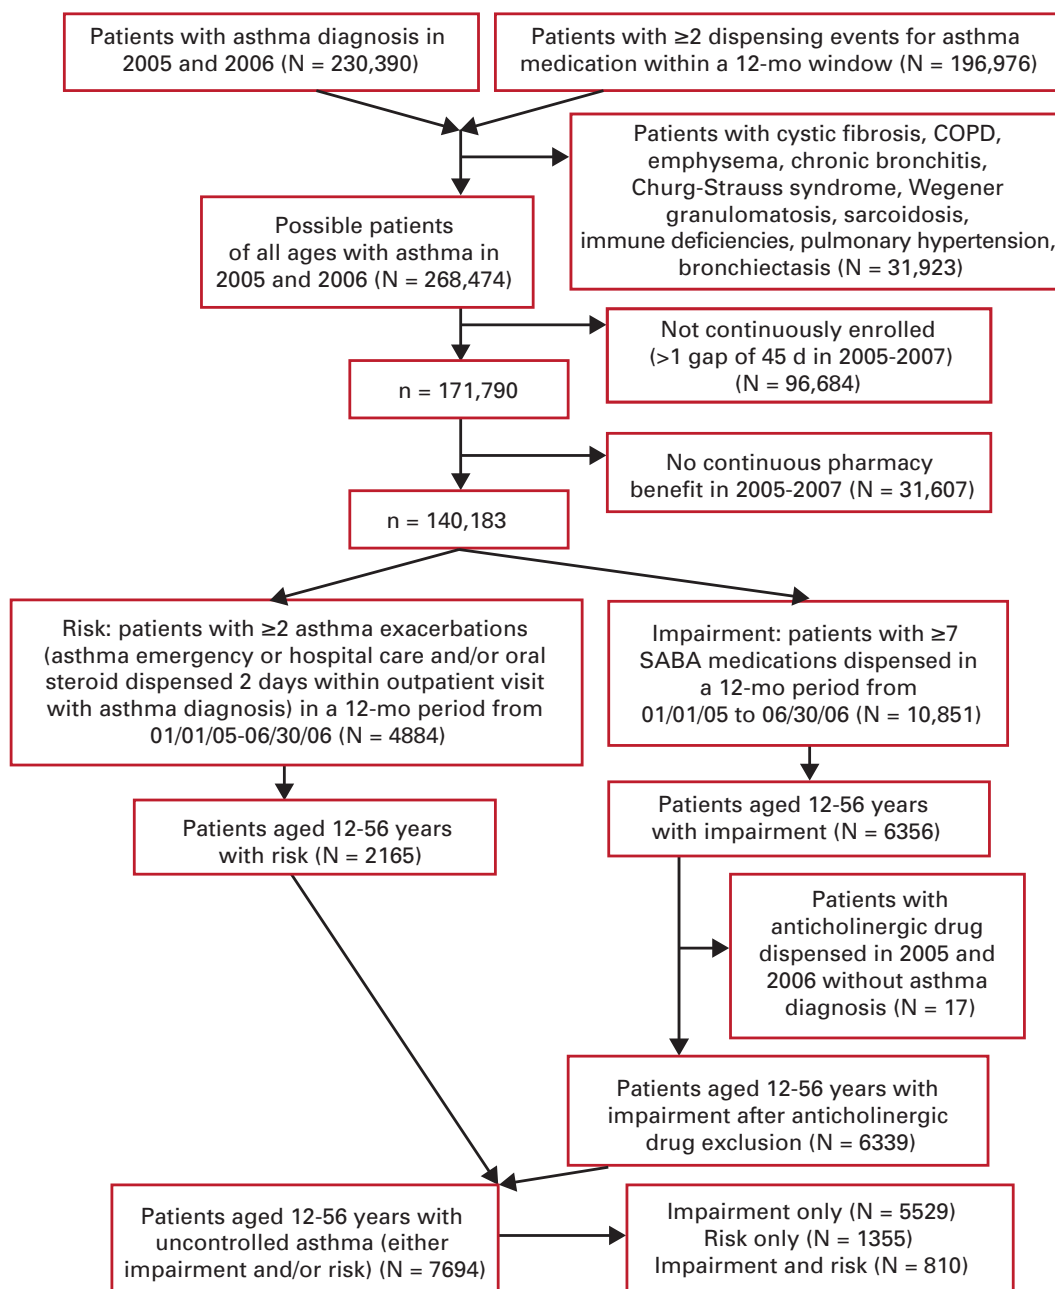 Patients with asthma diagnosis in
2005 and 2006 (N = 230,390)
Patients with ≥2 dispensing events for asthma
medication within a 12-mo window (N = 196,976)
Patients with cystic fibrosis, COPD,
emphysema, chronic bronchitis,
Churg-Strauss syndrome, Wegener
granulomatosis, sarcoidosis,
immune deficiencies, pulmonary hypertension,
bronchiectasis (N = 31,923)
Possible patients
of all ages with asthma in
2005 and 2006 (N = 268,474)
Not continuously enrolled
(>1 gap of 45 d in 2005-2007)
(N = 96,684)
n = 171,790
No continuous pharmacy
benefit in 2005-2007 (N = 31,607)
n = 140,183
Risk: patients with ≥2 asthma exacerbations
(asthma emergency or hospital care and/or oral
steroid dispensed 2 days within outpatient visit
with asthma diagnosis) in a 12-mo period from
01/01/05-06/30/06 (N = 4884)
Impairment: patients with ≥7
SABA medications dispensed in
a 12-mo period from
01/01/05 to 06/30/06 (N = 10,851)
Patients aged 12-56 years
with risk (N = 2165)
Patients aged 12-56 years
with impairment (N = 6356)
Patients with
anticholinergic drug
dispensed in 2005 and
2006 without asthma
diagnosis (N = 17)
Patients aged 12-56 years with
impairment after anticholinergic
drug exclusion (N = 6339)
Patients aged 12-56 years with
uncontrolled asthma (either
impairment and/or risk) (N = 7694)
Impairment only (N = 5529)
Risk only (N = 1355)
Impairment and risk (N = 810)